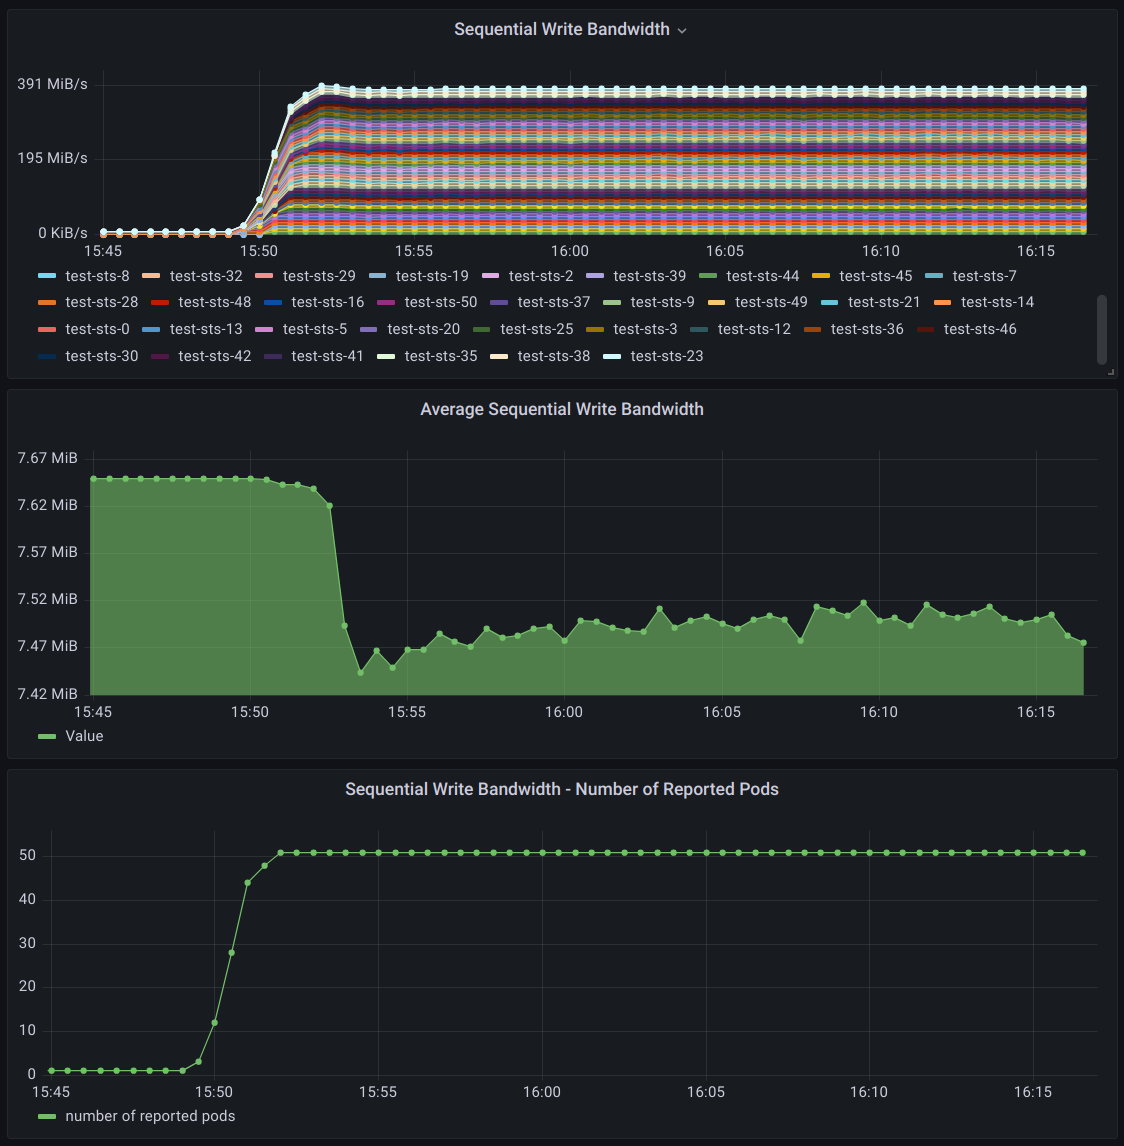 Sequential Write Bandwidth
391 MiB/s
195 MiB/s
0 KiB/s
15:45 15:50 15:55 16:00 16:05 16:10 16:15
test-sts-8 test-sts-32 test-sts-29 test-sts-19 test-sts-2 test-sts-39 test-sts-44 test-sts-45 test-sts-7
test-sts-28 test-sts-48 test-sts-16 test-sts-50 test-sts-37 test-sts-9 test-sts-49 test-sts-21 test-sts-14
test-sts-0 test-sts-13 test-sts-5 test-sts-20 test-sts-25 test-sts-3 test-sts-12 test-sts-36 test-sts-46
test-sts-30 test-sts-42 test-sts-41 test-sts-35 test-sts-38 test-sts-23
Average Sequential Write Bandwidth
7.67 MiB
7.62 MiB
7.57 MiB
7.52 MiB
7.47 MiB
7.42 MiB
15:45 15:50 15:55 16:00 16:05 16:10 16:15
Value
Sequential Write Bandwidth - Number of Reported Pods
50
40
30
20
10
0
15:45 15:50 15:55 16:00 16:05 16:10 16:15
number of reported pods